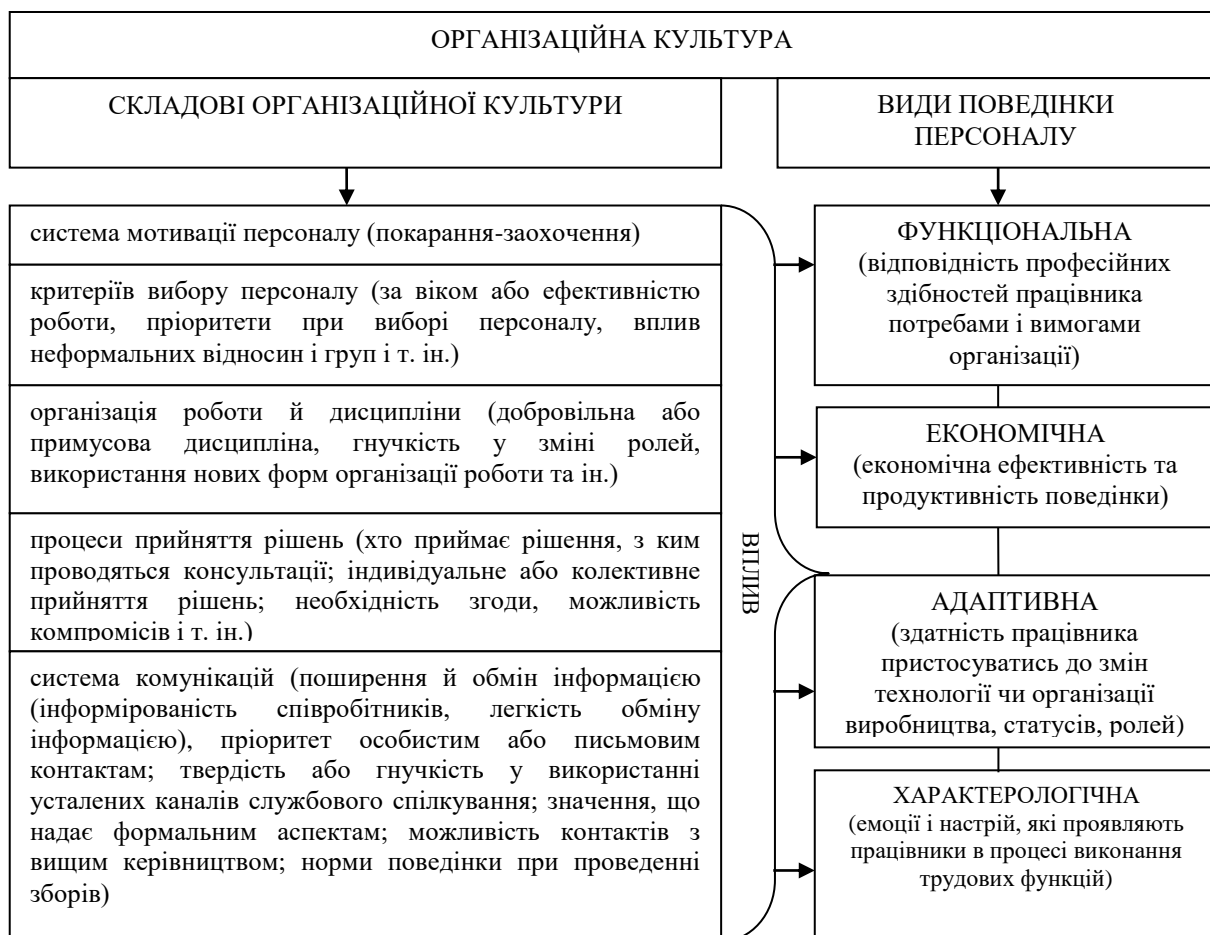 ОРГАНІЗАЦІЙНА КУЛЬТУРА
СКЛАДОВІ ОРГАНІЗАЦІЙНОЇ КУЛЬТУРИ
ВИДИ ПОВЕДІНКИ
ПЕРСОНАЛУ
система мотивації персоналу (покарання-заохочення)
критеріїв вибору персоналу (за віком або ефективністю
роботи, пріоритети при виборі персоналу, вплив
неформальних відносин і груп і т. ін.)
організація роботи й дисципліни (добровільна або
примусова дисципліна, гнучкість у зміні ролей,
використання нових форм організації роботи та ін.)
процеси прийняття рішень (хто приймає рішення, з ким
проводяться консультації; індивідуальне або колективне
прийняття рішень; необхідність згоди, можливість
компромісів і т. ін.)
система комунікацій (поширення й обмін інформацією
(інформірованість співробітників, легкість обміну
інформацією), пріоритет особистим або письмовим
контактам; твердість або гнучкість у використанні
усталених каналів службового спілкування; значення, що
надає формальним аспектам; можливість контактів з
вищим керівництвом; норми поведінки при проведенні
зборів)
ВПЛИВ
ФУНКЦІОНАЛЬНА
(відповідність професійних
здібностей працівника
потребами і вимогами
організації)
ЕКОНОМІЧНА
(економічна ефективність та
продуктивність поведінки)
АДАПТИВНА
(здатність працівника
пристосуватись до змін
технології чи організації
виробництва, статусів, ролей)
ХАРАКТЕРОЛОГІЧНА
(емоції і настрій, які проявляють
працівники в процесі виконання
трудових функцій)